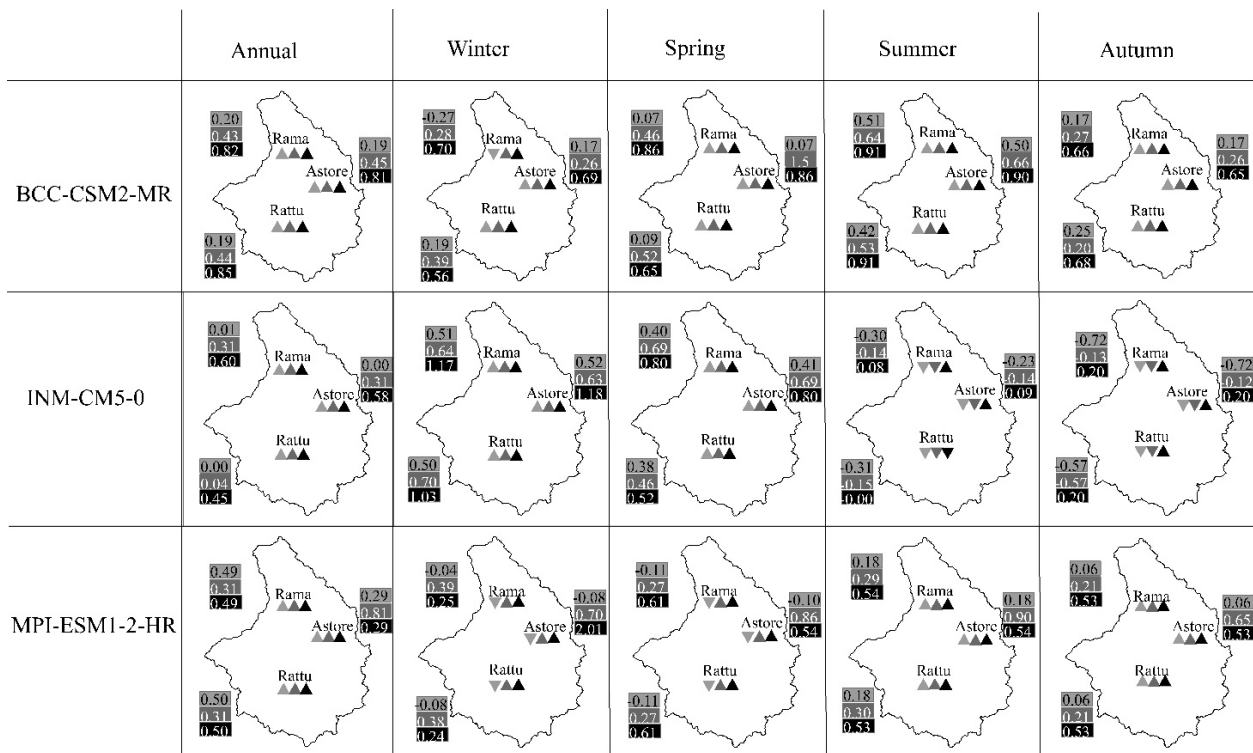 Annual Winter Spring Summer Autumn
BCC-CSM2-MR
0.20
0.43
0.82
Rama
0.19
0.45
0.81
Astore
Rattu
0.19
0.44
0.85
-0.27
0.28
0.70
Rama
0.17
0.26
0.69
Astore
Rattu
0.19
0.39
0.56
0.07
0.46
0.86
Rama
0.07
1.5
0.86
Astore
Rattu
0.09
0.52
0.65
0.51
0.64
0.91
Rama
0.50
0.66
0.90
Astore
Rattu
0.42
0.53
0.91
0.17
0.27
0.66
Rama
0.17
0.26
0.65
Astore
Rattu
0.25
0.20
0.68
INM-CM5-0
0.01
0.31
0.60
Rama
0.00
0.31
0.58
Astore
Rattu
0.00
0.04
0.45
0.51
0.64
1.17
Rama
0.52
0.63
1.18
Astore
Rattu
0.50
0.70
1.03
0.40
0.69
0.80
Rama
0.41
0.69
0.80
Astore
Rattu
0.38
0.46
0.52
-0.30
-0.14
0.08
Rama
-0.23
-0.14
0.09
Astore
Rattu
-0.31
-0.15
-0.00
-0.72
-0.13
0.20
Rama
-0.72
-0.12
0.20
Astore
Rattu
-0.57
-0.57
0.20
MPI-ESM1-2-HR
0.49
0.31
0.49
Rama
0.29
0.81
0.29
Astore
Rattu
0.50
0.31
0.50
-0.04
0.39
0.25
Rama
-0.08
0.70
2.01
Astore
Rattu
-0.08
0.38
0.24
-0.11
0.27
0.61
Rama
-0.10
0.86
0.54
Astore
Rattu
-0.11
0.27
0.61
0.18
0.29
0.54
Rama
0.18
0.90
0.54
Astore
Rattu
0.18
0.30
0.53
0.06
0.21
0.53
Rama
0.06
0.65
0.53
Astore
Rattu
0.06
0.21
0.53